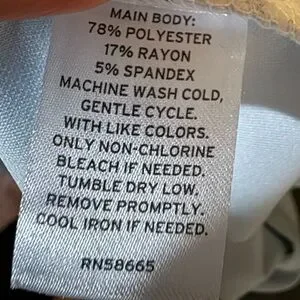 MAIN BODY:
78% POLYESTER
17% RAYON
5% SPANDEX
MACHINE WASH COLD,
GENTLE CYCLE.
WITH LIKE COLORS.
ONLY NON-CHLORINE
BLEACH IF NEEDED.
TUMBLE DRY LOW.
REMOVE PROMPTLY.
COOL IRON IF NEEDED.
RN58665